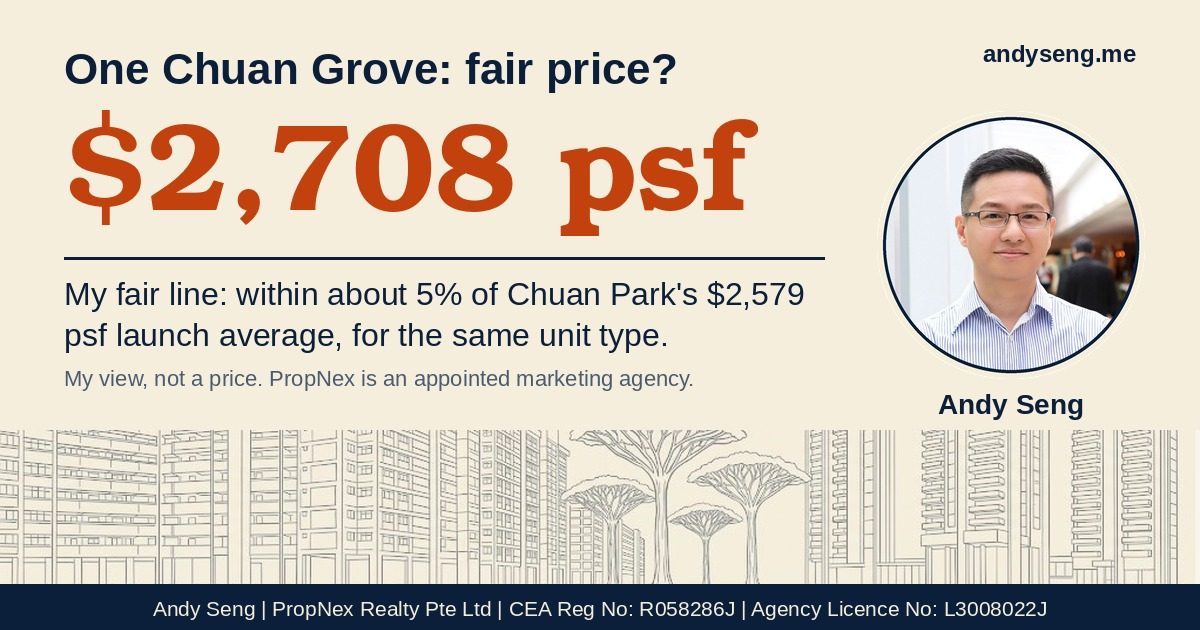 One Chuan Grove: fair price?
andyseng.me
$2,708 psf
My fair line: within about 5% of Chuan Park's $2,579
psf launch average, for the same unit type.
My view, not a price. PropNex is an appointed marketing agency.
Andy Seng
Andy Seng | PropNex Realty Pte Ltd | CEA Reg No: R058286J | Agency Licence No: L3008022J